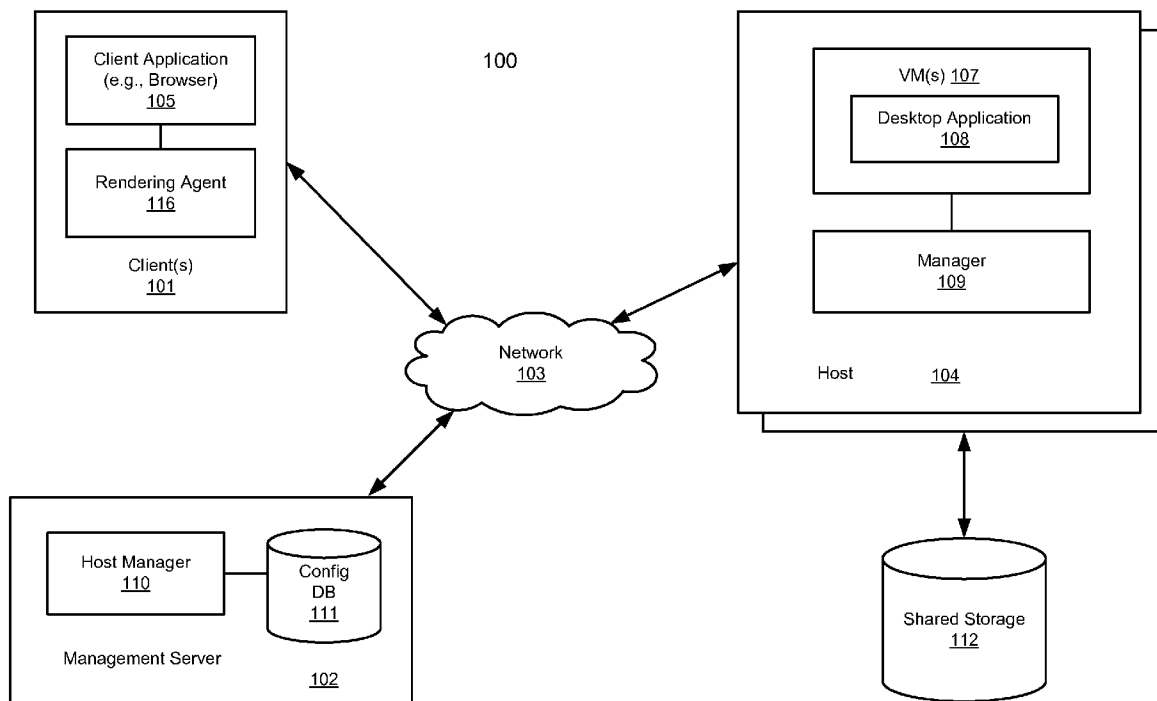 100
Client Application
(e.g., Browser)
105
Rendering Agent
116
Client(s)
101
VM(s) 107
Desktop Application
108
Manager
109
Host 104
Network
103
Host Manager
110
Config
DB
111
Management Server
102
Shared Storage
112